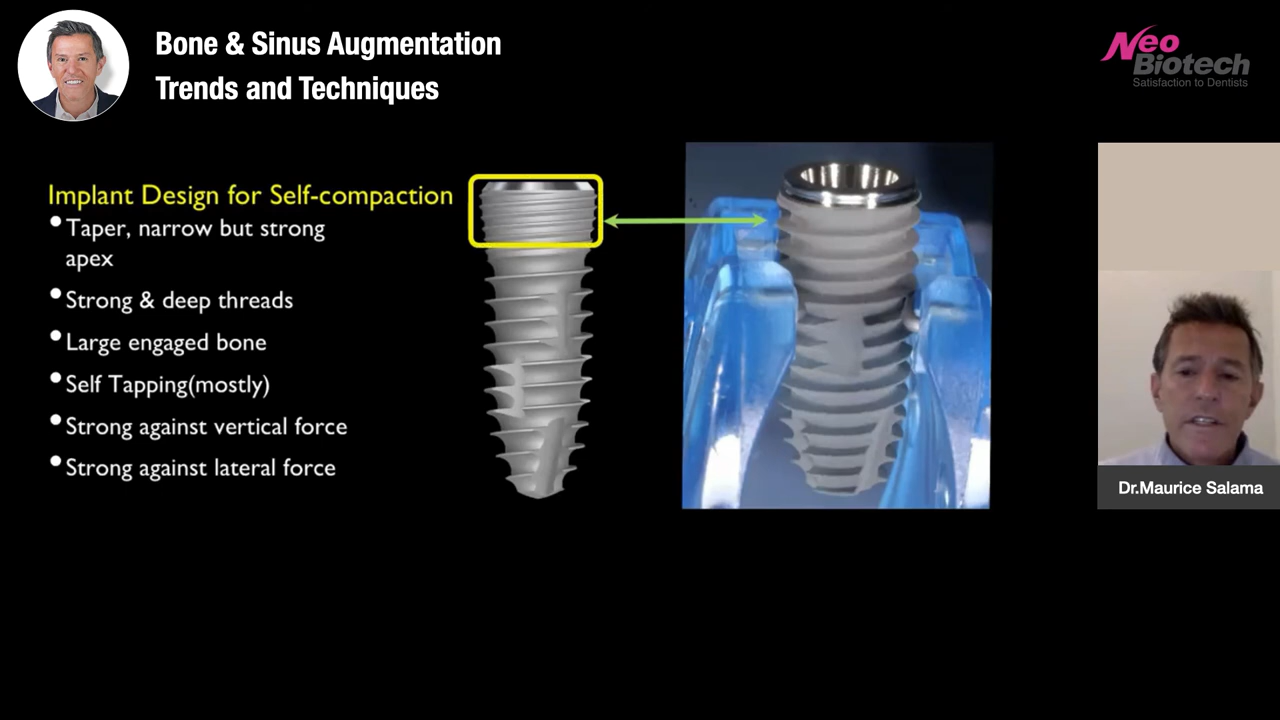 Bone & Sinus Augmentation
Trends and Techniques
Neo
Biotech
Satisfaction to Dentists
Implant Design for Self-compaction
•Taper, narrow but strong
apex
•Strong & deep threads
•Large engaged bone
•Self Tapping(mostly)
•Strong against vertical force
•Strong against lateral force
Dr.Maurice Salama